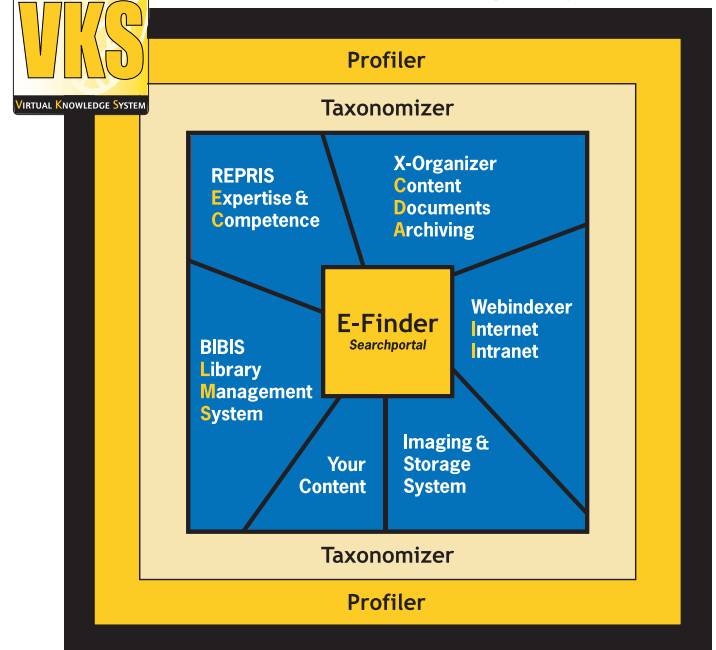 VKS
VIRTUAL KNOWLEDGE SYSTEM
Profiler
Taxonomizer
REPRIS
Expertise &
Competence
X-Organizer
Content
Documents
Archiving
E-Finder
Searchportal
Webindexer
Internet
Intranet
BIBIS
Library
Management
System
Your
Content
Imaging &
Storage
System
Taxonomizer
Profiler